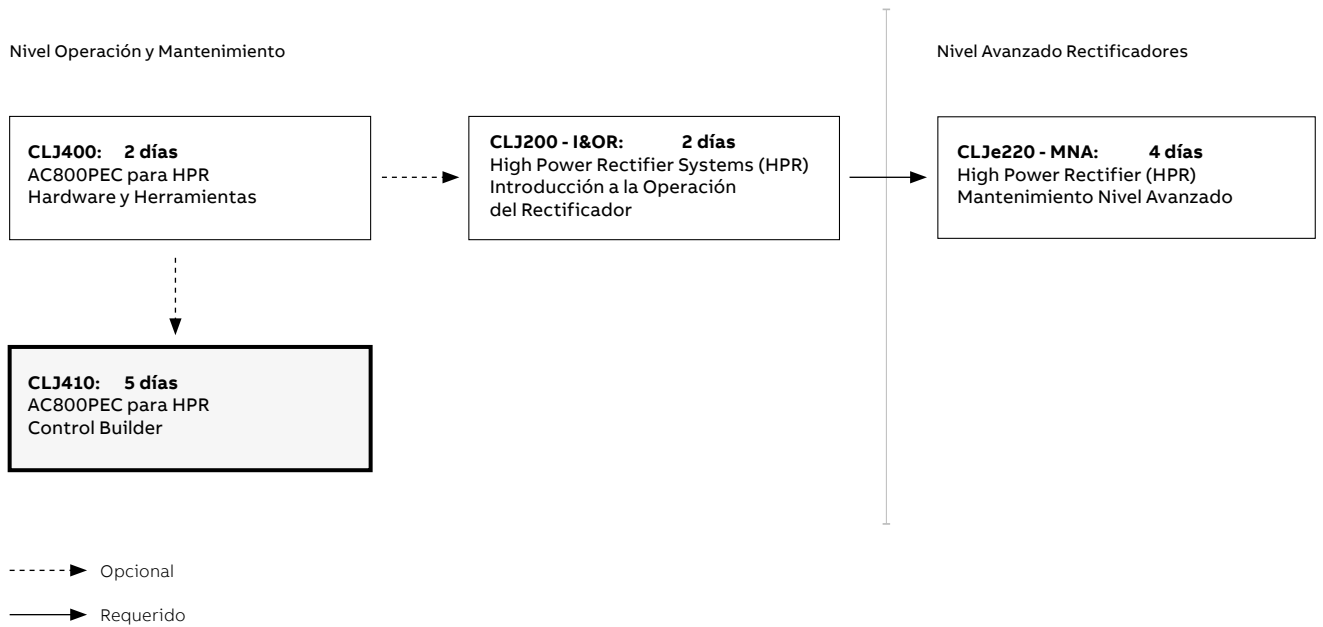 Nivel Operación y Mantenimiento
Nivel Avanzado Rectificadores
CLJ400: 2 días
AC800PEC para HPR
Hardware y Herramientas
CLJ200 - I&OR: 2 días
High Power Rectifier Systems (HPR)
Introducción a la Operación
del Rectificador
CLJe220 - MNA: 4 días
High Power Rectifier (HPR)
Mantenimiento Nivel Avanzado
CLJ410: 5 días
AC800PEC para HPR
Control Builder
Opcional
Requerido